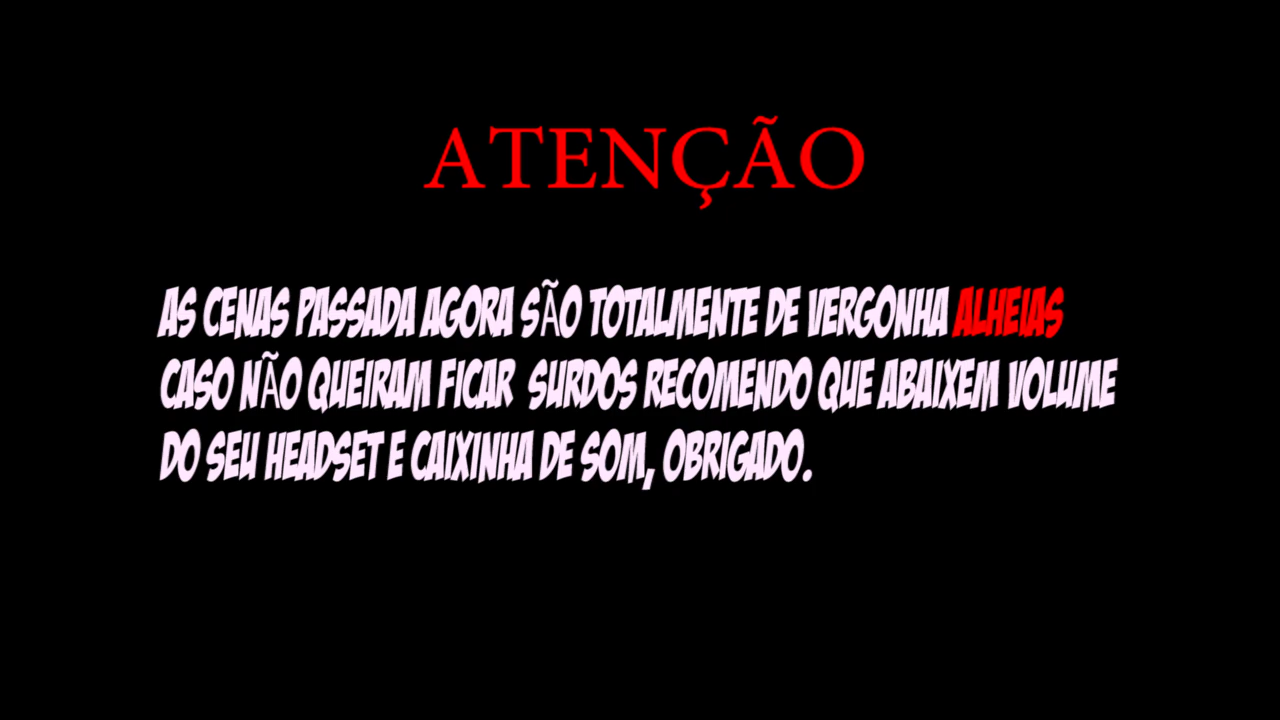 ATENÇÃO
AS CENAS PASSADA AGORA SÃO TOTALMENTE DE VERGONHA ALHEIAS
CASO NÃO QUEIRAM FICAR SURDOS RECOMENDO QUE ABAIXEM VOLUME
DO SEU HEADSET E CAIXINHA DE SOM, OBRIGADO.